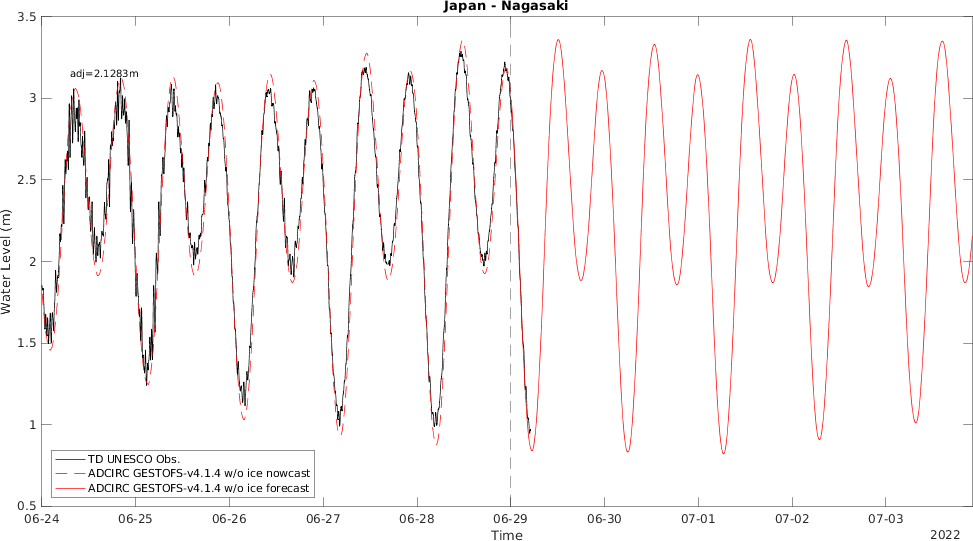 Japan - Nagasaki
3.5
adj=2.1283m
3
2.5
Water Level (m)
2
1.5
1
TD UNESCO Obs.
ADCIRC GESTOFS-v4.1.4 w/o ice nowcast
ADCIRC GESTOFS-v4.1.4 w/o ice forecast
0.5
06-24 06-25 06-26 06-27 06-28 06-29 06-30 07-01 07-02 07-03
Time
2022